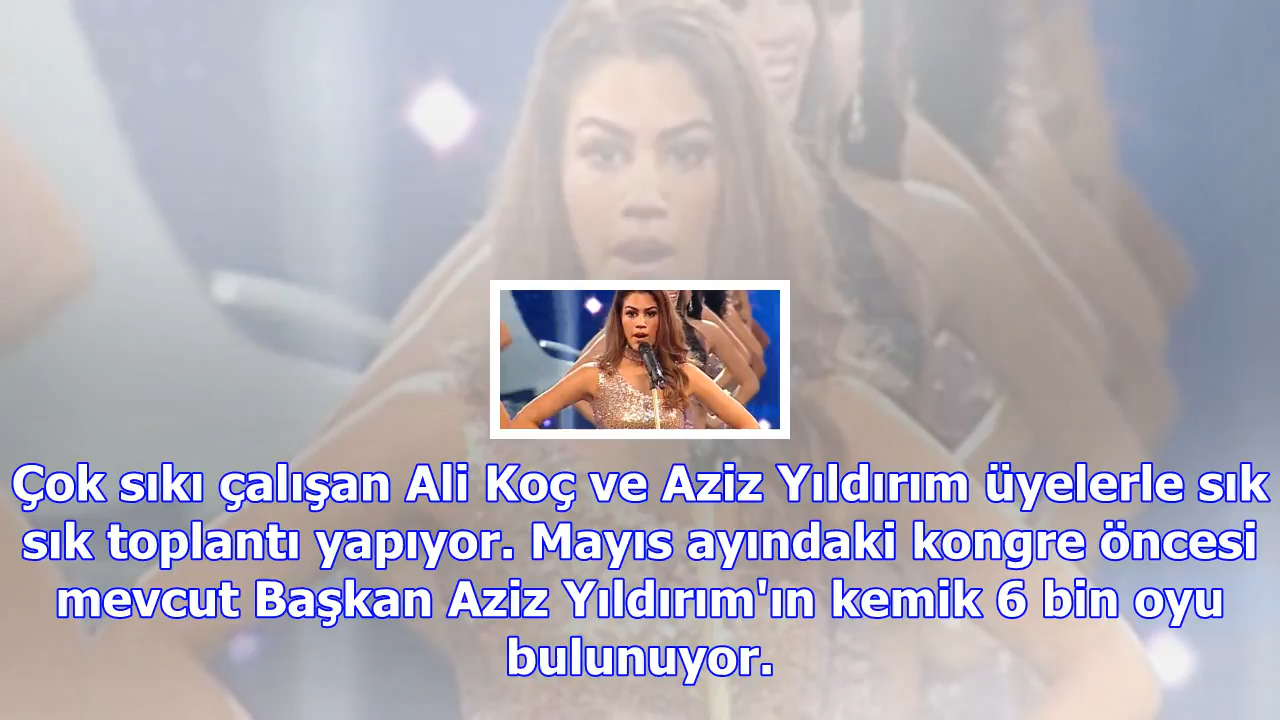 Çok sıkı çalışan Ali Koç ve Aziz Yıldırım üyelerle sık
sık toplantı yapıyor. Mayıs ayındaki kongre öncesi
mevcut Başkan Aziz Yıldırım'ın kemik 6 bin oyu
bulunuyor.